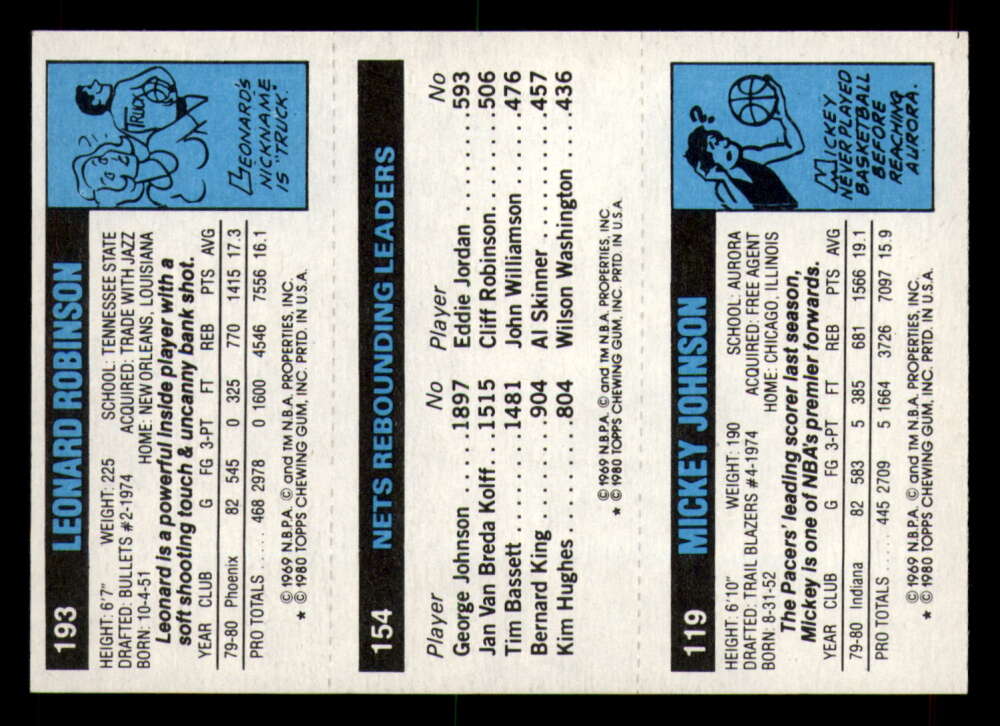 193 LEONARD ROBINSON
HEIGHT: 6'7" WEIGHT: 225 SCHOOL: TENNESSEE STATE
DRAFTED: BULLETS #2-1974 ACQUIRED: TRADE WITH JAZZ
BORN: 10-4-51 HOME: NEW ORLEANS, LOUISIANA
Leonard is a powerful inside player with a
soft shooting touch & uncanny bank shot.
YEAR CLUB G FG 3-PT FT REB PTS AVG
79-80 Phoenix 82 545 0 325 770 1415 17.3
PRO TOTALS ..... 468 2978 0 1600 4546 7556 16.1
© 1969 N.B.P.A. © and TM N.B.A. PROPERTIES, INC.
* © 1980 TOPPS CHEWING GUM, INC. PRTD. IN U.S.A.
TRUCK
LEONARD'S
NICKNAME
IS "TRUCK."
154 NETS REBOUNDING LEADERS
Player No Player No
George Johnson ....1897 Eddie Jordan ........593
Jan Van Breda Kolff...1515 Cliff Robinson........506
Tim Bassett......1481 John Williamson ....476
Bernard King ......904 Al Skinner ..........457
Kim Hughes........804 Wilson Washington ...436
© 1969 N.B.P.A. © and TM N.B.A. PROPERTIES, INC.
* © 1980 TOPPS CHEWING GUM, INC. PRTD. IN U.S.A.
119 MICKEY JOHNSON
HEIGHT: 6'10" WEIGHT: 190 SCHOOL: AURORA
DRAFTED: TRAIL BLAZERS #4-1974 ACQUIRED: FREE AGENT
BORN: 8-31-52 HOME: CHICAGO, ILLINOIS
The Pacers' leading scorer last season,
Mickey is one of NBA's premier forwards.
YEAR CLUB G FG 3-PT FT REB PTS AVG
79-80 Indiana 82 583 5 385 681 1566 19.1
PRO TOTALS ..... 445 2709 5 1664 3726 7097 15.9
© 1969 N.B.P.A. © and TM N.B.A. PROPERTIES, INC.
* © 1980 TOPPS CHEWING GUM, INC. PRTD. IN U.S.A.
MICKEY
NEVER PLAYED
BASKETBALL
BEFORE
REACHING
AURORA.